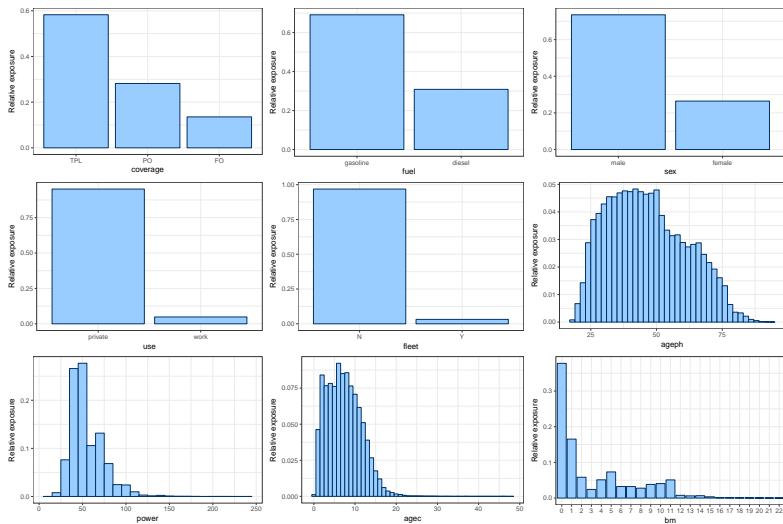 Relative exposure
0.6
0.4
0.2
0.0
TPL PO FO
coverage
Relative exposure
0.6
0.4
0.2
0.0
gasoline diesel
fuel
Relative exposure
0.6
0.4
0.2
0.0
male female
sex
Relative exposure
0.75
0.50
0.25
0.00
private work
use
Relative exposure
1.00
0.75
0.50
0.25
0.00
N Y
fleet
Relative exposure
0.05
0.04
0.03
0.02
0.01
0.00
25 50 75
ageph
Relative exposure
0.2
0.1
0.0
0 50 100 150 200 250
power
Relative exposure
0.075
0.050
0.025
0.000
0 10 20 30 40 50
agec
Relative exposure
0.3
0.2
0.1
0.0
0 1 2 3 4 5 6 7 8 9 10 11 12 13 14 15 16 17 18 19 20 21 22
bm